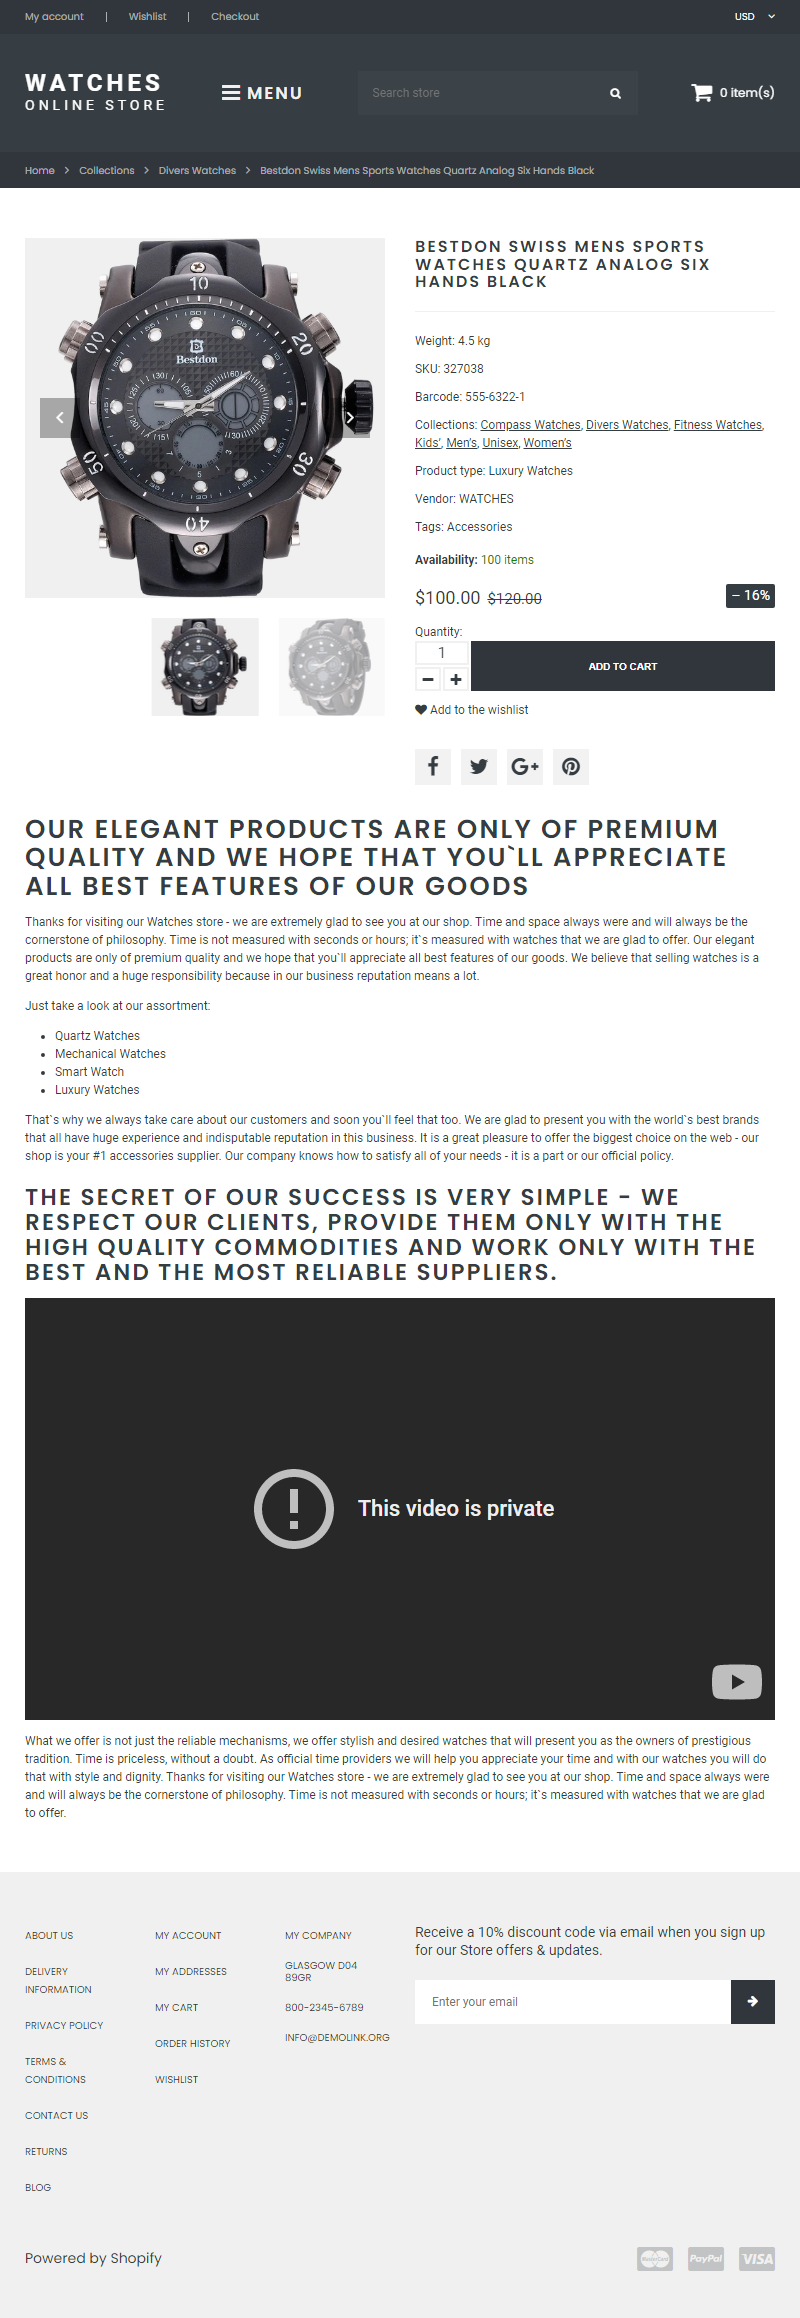 My account | Wishlist | Checkout
USD
WATCHES
ONLINE STORE
MENU
Search store
0 item(s)
Home > Collections > Divers Watches > Bestdon Swiss Mens Sports Watches Quartz Analog Six Hands Black
10
20
30
40
50
00
Bestdon
BESTDON SWISS MENS SPORTS
WATCHES QUARTZ ANALOG SIX
HANDS BLACK
Weight: 4.5 kg
SKU: 327038
Barcode: 555-6322-1
Collections: Compass Watches, Divers Watches, Fitness Watches,
Kids', Men's, Unisex, Women's
Product type: Luxury Watches
Vendor: WATCHES
Tags: Accessories
Availability: 100 items
$100.00 $120.00
– 16%
Quantity:
1
ADD TO CART
Add to the wishlist
OUR ELEGANT PRODUCTS ARE ONLY OF PREMIUM
QUALITY AND WE HOPE THAT YOU`LL APPRECIATE
ALL BEST FEATURES OF OUR GOODS
Thanks for visiting our Watches store - we are extremely glad to see you at our shop. Time and space always were and will always be the
cornerstone of philosophy. Time is not measured with seconds or hours; it`s measured with watches that we are glad to offer. Our elegant
products are only of premium quality and we hope that you`ll appreciate all best features of our goods. We believe that selling watches is a
great honor and a huge responsibility because in our business reputation means a lot.
Just take a look at our assortment:
• Quartz Watches
• Mechanical Watches
• Smart Watch
• Luxury Watches
That`s why we always take care about our customers and soon you`ll feel that too. We are glad to present you with the world`s best brands
that all have huge experience and indisputable reputation in this business. It is a great pleasure to offer the biggest choice on the web - our
shop is your #1 accessories supplier. Our company knows how to satisfy all of your needs - it is a part or our official policy.
THE SECRET OF OUR SUCCESS IS VERY SIMPLE - WE
RESPECT OUR CLIENTS, PROVIDE THEM ONLY WITH THE
HIGH QUALITY COMMODITIES AND WORK ONLY WITH THE
BEST AND THE MOST RELIABLE SUPPLIERS.
This video is private
What we offer is not just the reliable mechanisms, we offer stylish and desired watches that will present you as the owners of prestigious
tradition. Time is priceless, without a doubt. As official time providers we will help you appreciate your time and with our watches you will do
that with style and dignity. Thanks for visiting our Watches store - we are extremely glad to see you at our shop. Time and space always were
and will always be the cornerstone of philosophy. Time is not measured with seconds or hours; it`s measured with watches that we are glad
to offer.
ABOUT US
DELIVERY
INFORMATION
PRIVACY POLICY
TERMS &
CONDITIONS
CONTACT US
RETURNS
BLOG
MY ACCOUNT
MY ADDRESSES
MY CART
ORDER HISTORY
WISHLIST
MY COMPANY
GLASGOW D04
89GR
800-2345-6789
INFO@DEMOLINK.ORG
Receive a 10% discount code via email when you sign up
for our Store offers & updates.
Enter your email
Powered by Shopify
MasterCard
PayPal
VISA